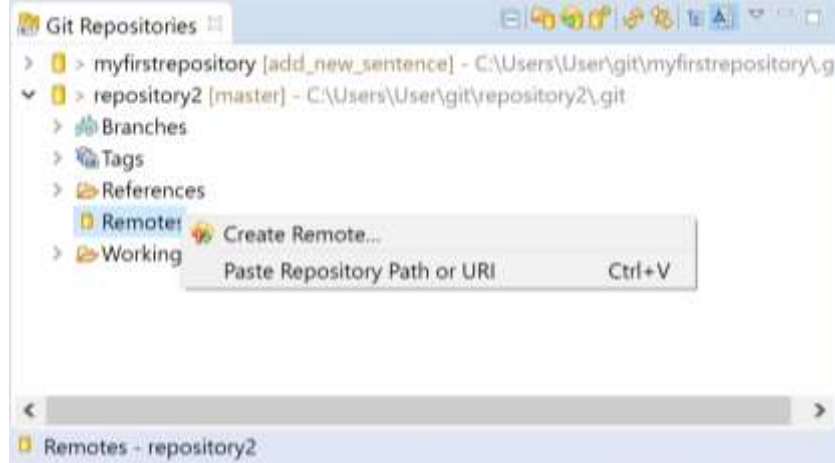 Git Repositories
> myfirstrepository [add_new_sentence] - C:\Users\User\git\myfirstrepository\.g
> repository2 [master] - C:\Users\User\git\repository2\.git
Branches
Tags
References
Remotes
Create Remote...
Working
Paste Repository Path or URI Ctrl+V
Remotes - repository2